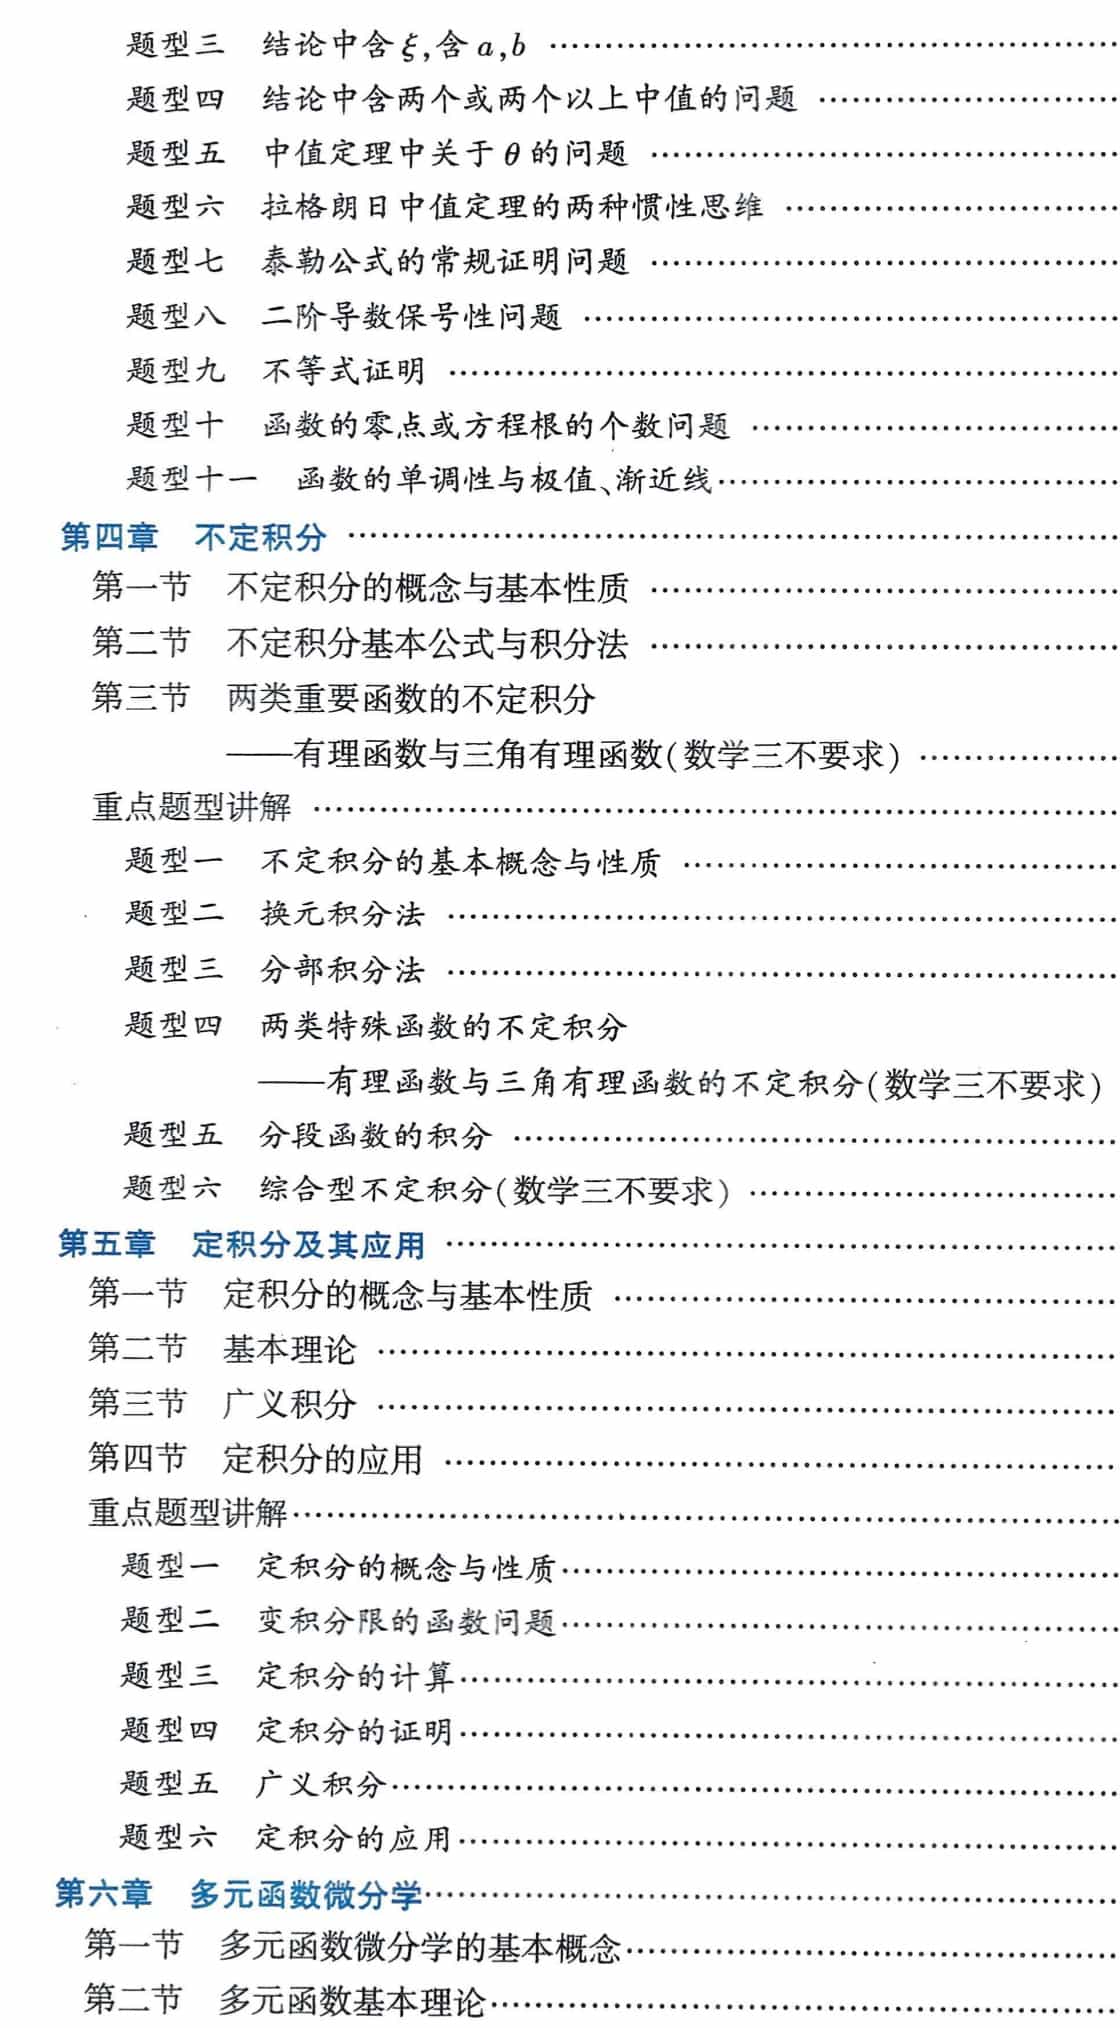 题型三 结论中含ξ,含a,b ……
题型四 结论中含两个或两个以上中值的问题 ……
题型五 中值定理中关于θ的问题 ……
题型六 拉格朗日中值定理的两种惯性思维 ……
题型七 泰勒公式的常规证明问题 ……
题型八 二阶导数保号性问题 ……
题型九 不等式证明 ……
题型十 函数的零点或方程根的个数问题 ……
题型十一 函数的单调性与极值、渐近线……
第四章 不定积分 ……
第一节 不定积分的概念与基本性质 ……
第二节 不定积分基本公式与积分法 ……
第三节 两类重要函数的不定积分
——有理函数与三角有理函数(数学三不要求) ……
重点题型讲解 ……
题型一 不定积分的基本概念与性质 ……
题型二 换元积分法 ……
题型三 分部积分法 ……
题型四 两类特殊函数的不定积分
——有理函数与三角有理函数的不定积分(数学三不要求)
题型五 分段函数的积分 ……
题型六 综合型不定积分(数学三不要求) ……
第五章 定积分及其应用 ……
第一节 定积分的概念与基本性质 ……
第二节 基本理论 ……
第三节 广义积分 ……
第四节 定积分的应用 ……
重点题型讲解……
题型一 定积分的概念与性质……
题型二 变积分限的函数问题……
题型三 定积分的计算……
题型四 定积分的证明……
题型五 广义积分……
题型六 定积分的应用……
第六章 多元函数微分学……
第一节 多元函数微分学的基本概念……
第二节 多元函数基本理论……